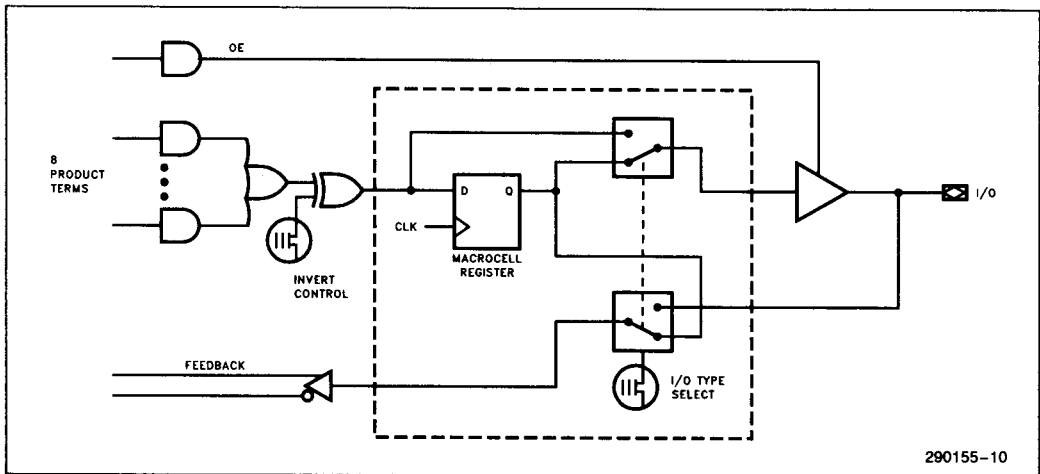 OE
8
PRODUCT
TERMS
INVERT
CONTROL
CLK
D
Q
MACROCELL
REGISTER
I/O
I/O TYPE
SELECT
FEEDBACK
290155-10